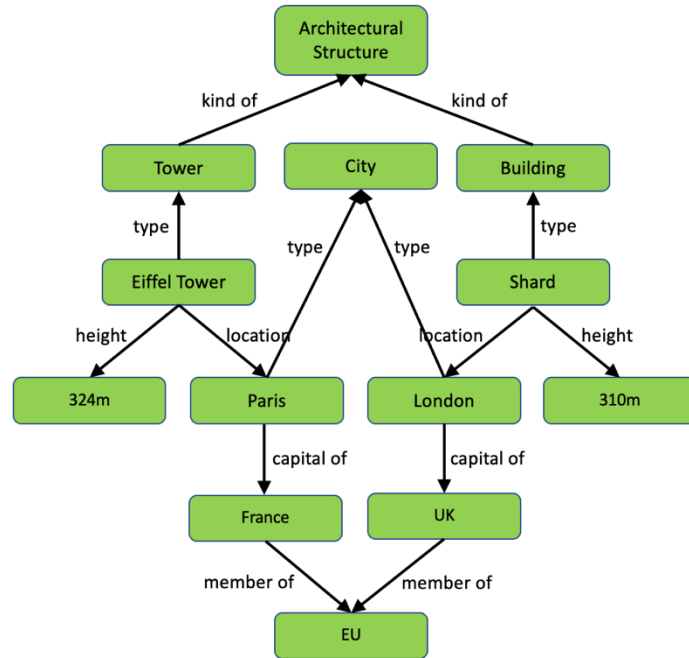 Architectural
Structure
kind of
kind of
Tower
City
Building
type
type
type
type
Eiffel Tower
Shard
height
location
location
height
324m
Paris
London
310m
capital of
capital of
France
UK
member of
member of
EU